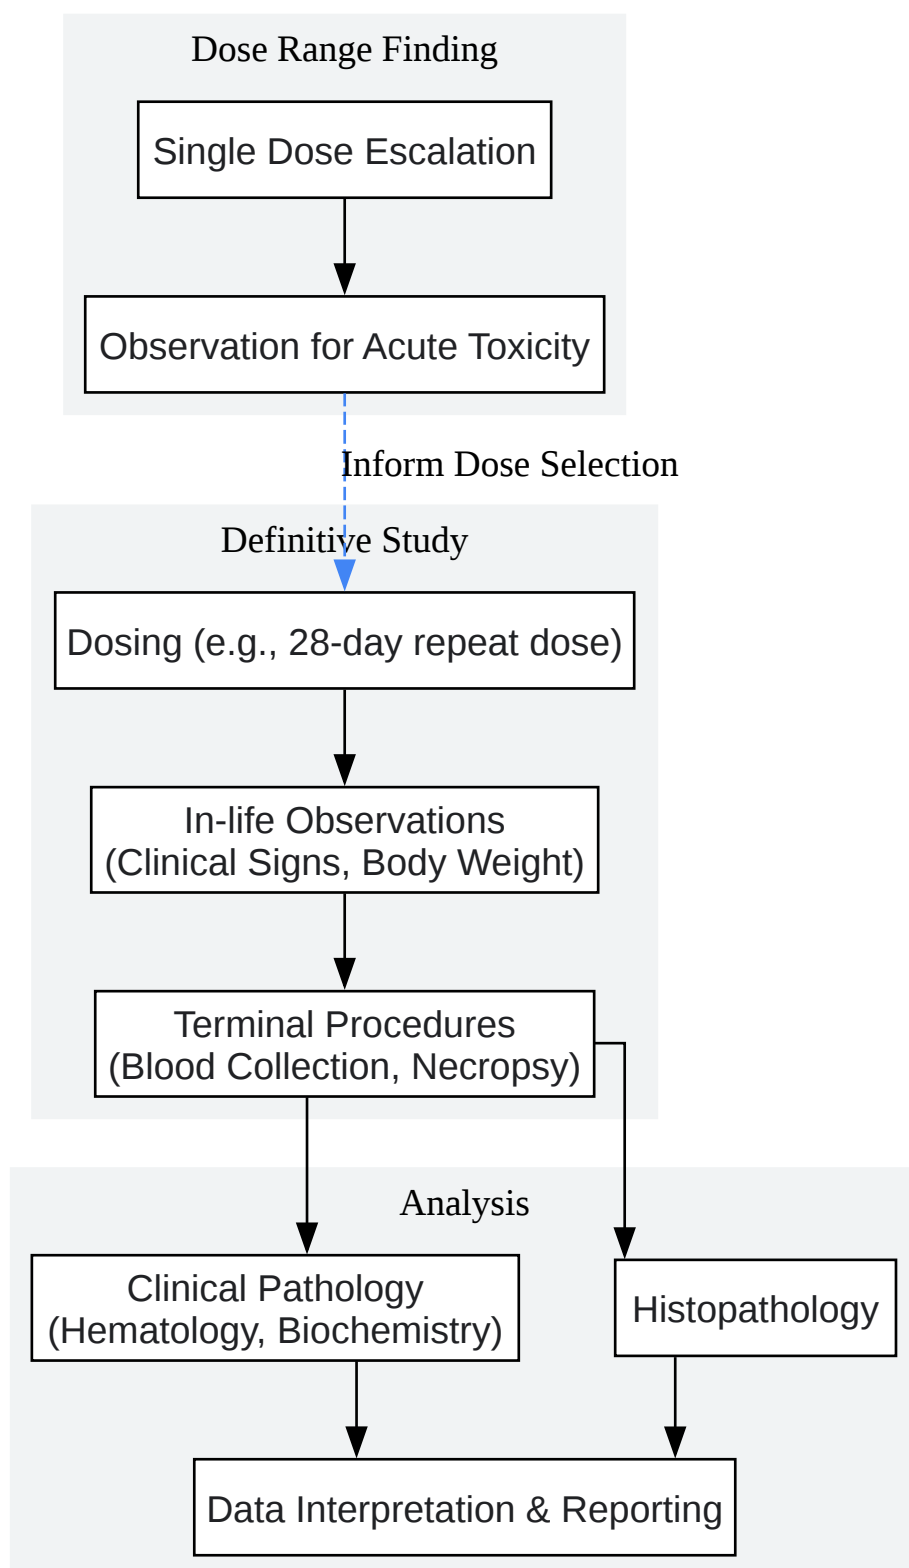 Dose Range Finding
Single Dose Escalation
Observation for Acute Toxicity
Inform Dose Selection
Definitive Study
Dosing (e.g., 28-day repeat dose)
In-life Observations
(Clinical Signs, Body Weight)
Terminal Procedures
(Blood Collection, Necropsy)
Analysis
Clinical Pathology
(Hematology, Biochemistry)
Histopathology
Data Interpretation & Reporting